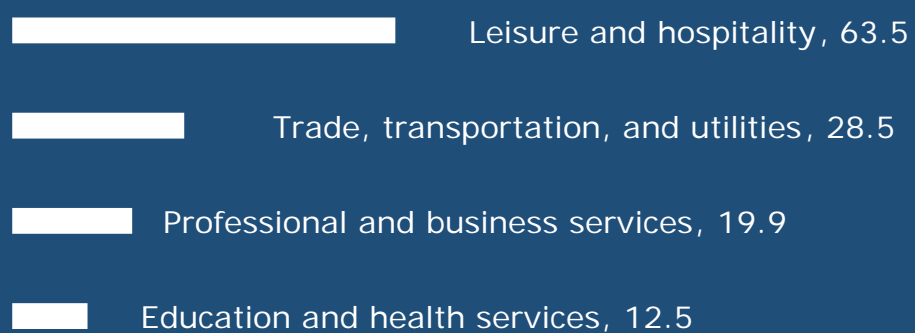 Leisure and hospitality, 63.5
Trade, transportation, and utilities, 28.5
Professional and business services, 19.9
Education and health services, 12.5